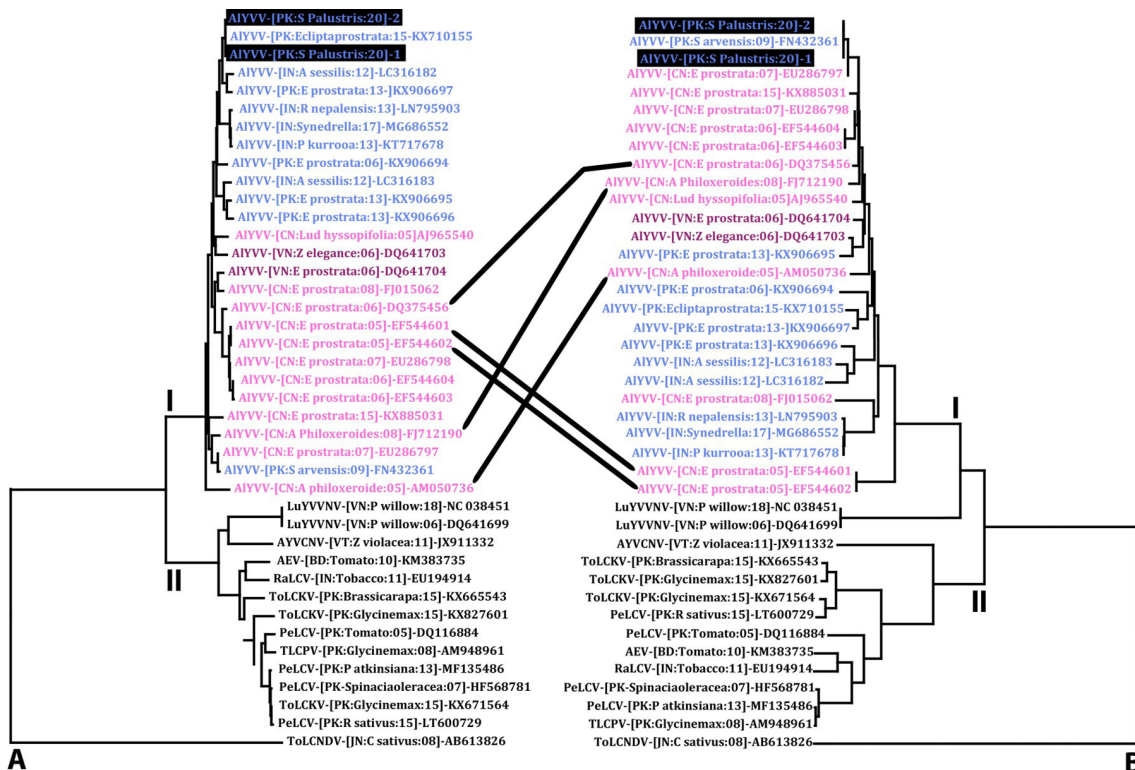 AlYVV-[PK:S Palustris:20]-2
AlYVV-[PK:Ecliptaprostrata:15-KX710155
AlYVV-[PK:S Palustris:20]-1
AlYVV-[IN:A sessilis:12]-LC316182
AlYVV-[PK:E prostrata:13-]KX906697
AlYVV-[IN:R nepalensis:13]-LN795903
AlYVV-[IN:Synedrella:17]-MG686552
AlYVV-[IN:P kurrooa:13]-KT717678
AlYVV-[PK:E prostrata:06]-KX906694
AlYVV-[IN:A sessilis:12]-LC316183
AlYVV-[PK:E prostrata:13]-KX906695
AlYVV-[PK:E prostrata:13]-KX906696
AlYVV-[CN:Lud hyssopifolia:05]AJ965540
AlYVV-[VN:Z elegance:06]-DQ641703
AlYVV-[VN:E prostrata:06]-DQ641704
AlYVV-[CN:E prostrata:08]-FJ015062
AlYVV-[CN:E prostrata:06]-DQ375456
AlYVV-[CN:E prostrata:05]-EF544601
AlYVV-[CN:E prostrata:05]-EF544602
AlYVV-[CN:E prostrata:07]-EU286798
AlYVV-[CN:E prostrata:06]-EF544604
AlYVV-[CN:E prostrata:06]-EF544603
I
AlYVV-[CN:E prostrata:15]-KX885031
AlYVV-[CN:A Philoxeroides:08]-FJ712190
AlYVV-[CN:E prostrata:07]-EU286797
AlYVV-[PK:S arvensis:09]-FN432361
AlYVV-[CN:A philoxeroide:05]-AM050736
LuYVVNV-[VN:P willow:18]-NC 038451
LuYVVNV-[VN:P willow:06]-DQ641699
AYVCNV-[VT:Z violacea:11]-JX911332
AEV-[BD:Tomato:10]-KM383735
II
RaLCV-[IN:Tobacco:11]-EU194914
ToLCKV-[PK:Brassicarapa:15]-KX665543
ToLCKV-[PK:Glycinemax:15]-KX827601
PeLCV-[PK:Tomato:05]-DQ116884
TLCPV-[PK:Glycinemax:08]-AM948961
PeLCV-[PK:P atkinsiana:13]-MF135486
PeLCV-[PK-Spinaciaoleracea:07]-HF568781
ToLCKV-[PK:Glycinemax:15]-KX671564
PeLCV-[PK:R sativus:15]-LT600729
ToLCNDV-[JN:C sativus:08]-AB613826
A
AlYVV-[PK:S Palustris:20]-2
AlYVV-[PK:S arvensis:09]-FN432361
AlYVV-[PK:S Palustris:20]-1
AlYVV-[CN:E prostrata:07]-EU286797
AlYVV-[CN:E prostrata:15]-KX885031
AlYVV-[CN:E prostrata:07]-EU286798
AlYVV-[CN:E prostrata:06]-EF544604
AlYVV-[CN:E prostrata:06]-EF544603
AlYVV-[CN:E prostrata:06]-DQ375456
AlYVV-[CN:A Philoxeroides:08]-FJ712190
AlYVV-[CN:Lud hyssopifolia:05]AJ965540
AlYVV-[VN:E prostrata:06]-DQ641704
AlYVV-[VN:Z elegance:06]-DQ641703
AlYVV-[PK:E prostrata:13]-KX906695
AlYVV-[CN:A philoxeroide:05]-AM050736
AlYVV-[PK:E prostrata:06]-KX906694
AlYVV-[PK:Ecliptaprostrata:15-KX710155
AlYVV-[PK:E prostrata:13-]KX906697
AlYVV-[PK:E prostrata:13]-KX906696
AlYVV-[IN:A sessilis:12]-LC316183
AlYVV-[IN:A sessilis:12]-LC316182
AlYVV-[CN:E prostrata:08]-FJ015062
I
AlYVV-[IN:R nepalensis:13]-LN795903
AlYVV-[IN:Synedrella:17]-MG686552
AlYVV-[IN:P kurrooa:13]-KT717678
AlYVV-[CN:E prostrata:05]-EF544601
AlYVV-[CN:E prostrata:05]-EF544602
LuYVVNV-[VN:P willow:18]-NC 038451
LuYVVNV-[VN:P willow:06]-DQ641699
AYVCNV-[VT:Z violacea:11]-JX911332
ToLCKV-[PK:Brassicarapa:15]-KX665543
ToLCKV-[PK:Glycinemax:15]-KX827601
II
ToLCKV-[PK:Glycinemax:15]-KX671564
PeLCV-[PK:R sativus:15]-LT600729
PeLCV-[PK:Tomato:05]-DQ116884
AEV-[BD:Tomato:10]-KM383735
RaLCV-[IN:Tobacco:11]-EU194914
PeLCV-[PK-Spinaciaoleracea:07]-HF568781
PeLCV-[PK:P atkinsiana:13]-MF135486
TLCPV-[PK:Glycinemax:08]-AM948961
ToLCNDV-[JN:C sativus:08]-AB613826
B